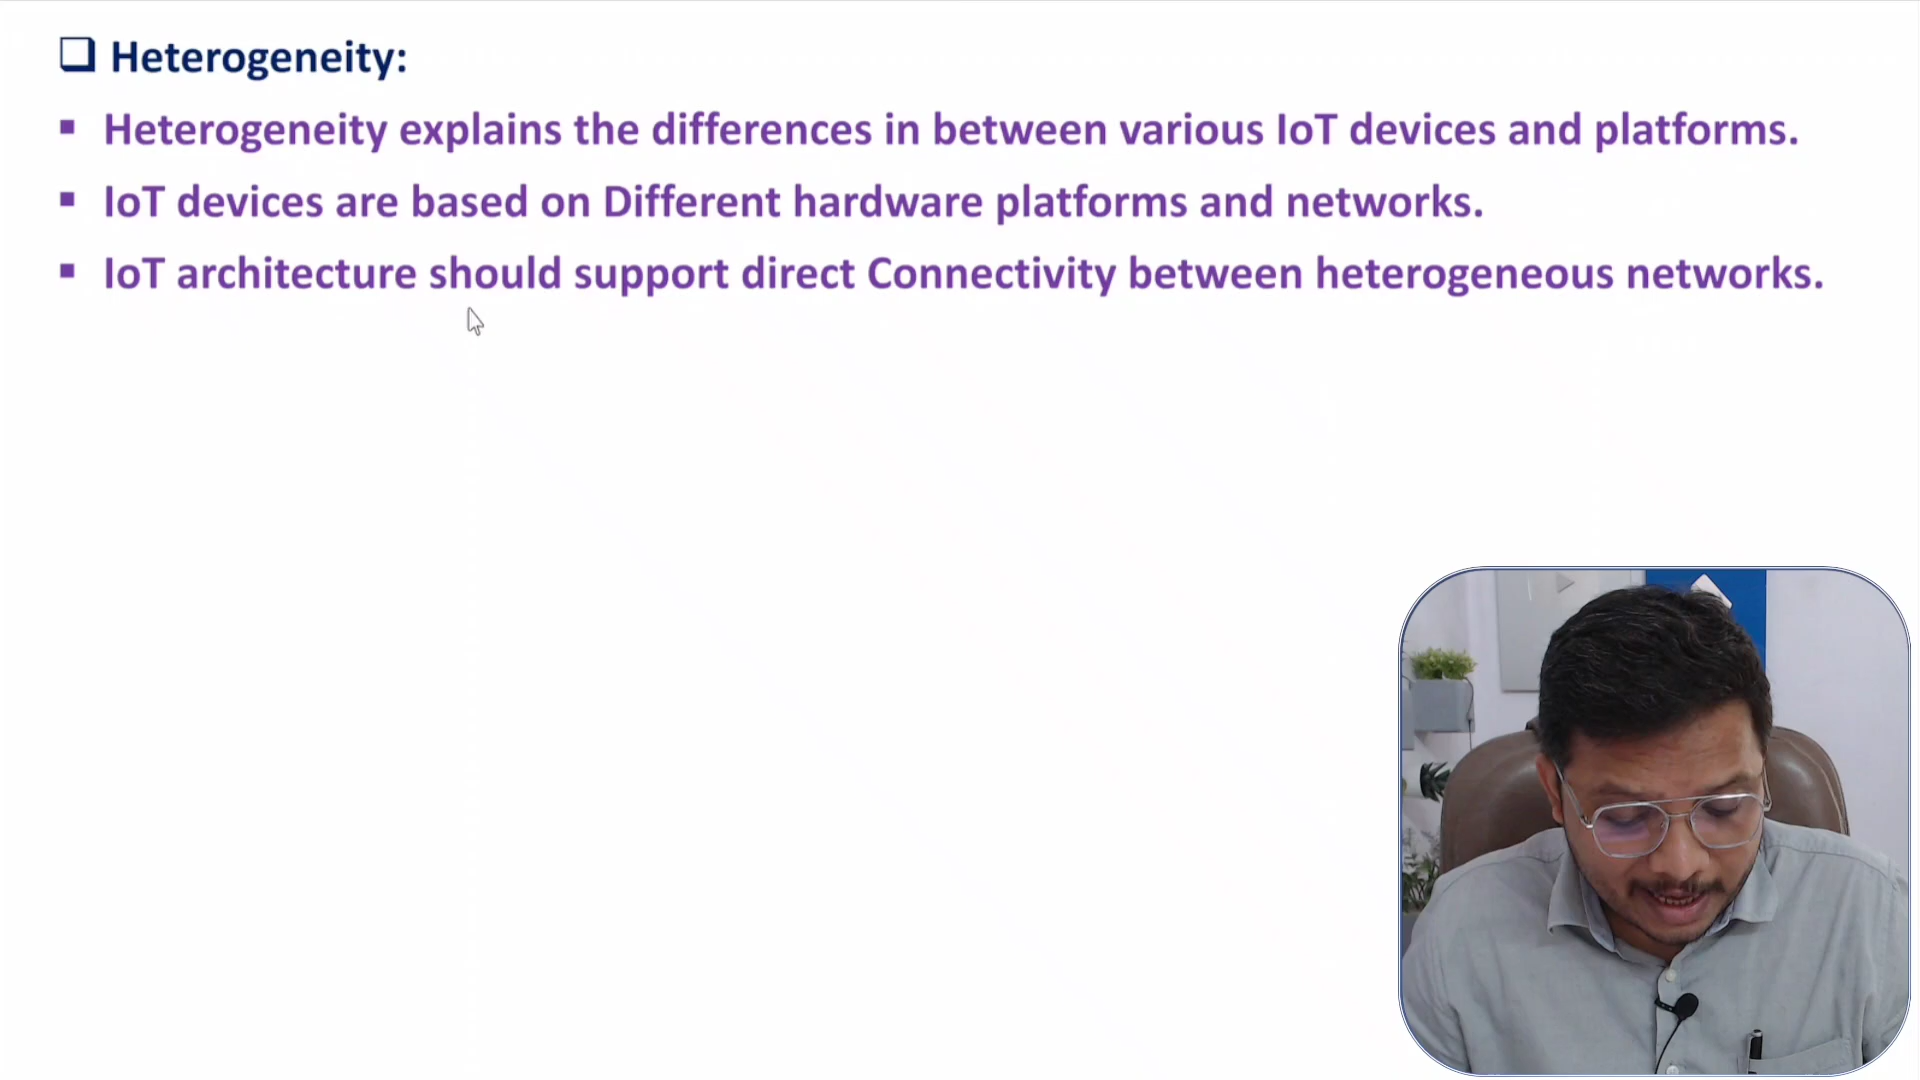 Heterogeneity:
Heterogeneity explains the differences in between various IoT devices and platforms.
IoT devices are based on Different hardware platforms and networks.
IoT architecture should support direct Connectivity between heterogeneous networks.